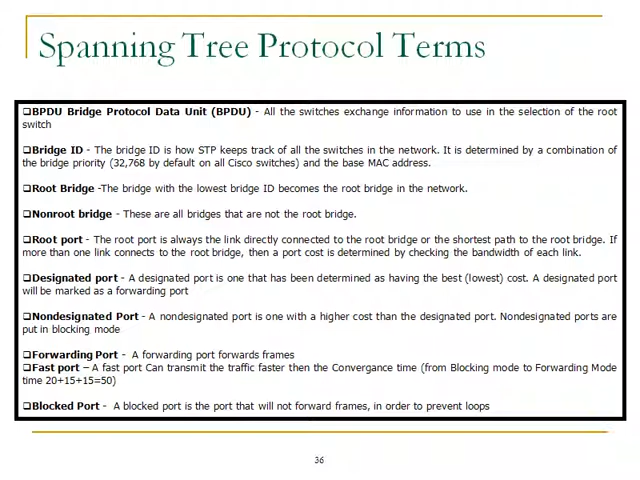 Spanning Tree Protocol Terms
❑BPDU Bridge Protocol Data Unit (BPDU) - All the switches exchange information to use in the selection of the root
switch
❑Bridge ID - The bridge ID is how STP keeps track of all the switches in the network. It is determined by a combination of
the bridge priority (32,768 by default on all Cisco switches) and the base MAC address.
❑Root Bridge -The bridge with the lowest bridge ID becomes the root bridge in the network.
❑Nonroot bridge - These are all bridges that are not the root bridge.
❑Root port - The root port is always the link directly connected to the root bridge or the shortest path to the root bridge. If
more than one link connects to the root bridge, then a port cost is determined by checking the bandwidth of each link.
❑Designated port - A designated port is one that has been determined as having the best (lowest) cost. A designated port
will be marked as a forwarding port
❑Nondesignated Port - A nondesignated port is one with a higher cost than the designated port. Nondesignated ports are
put in blocking mode
❑Forwarding Port - A forwarding port forwards frames
❑Fast port – A fast port Can transmit the traffic faster then the Convergance time (from Blocking mode to Forwarding Mode
time 20+15+15=50)
❑Blocked Port - A blocked port is the port that will not forward frames, in order to prevent loops
36